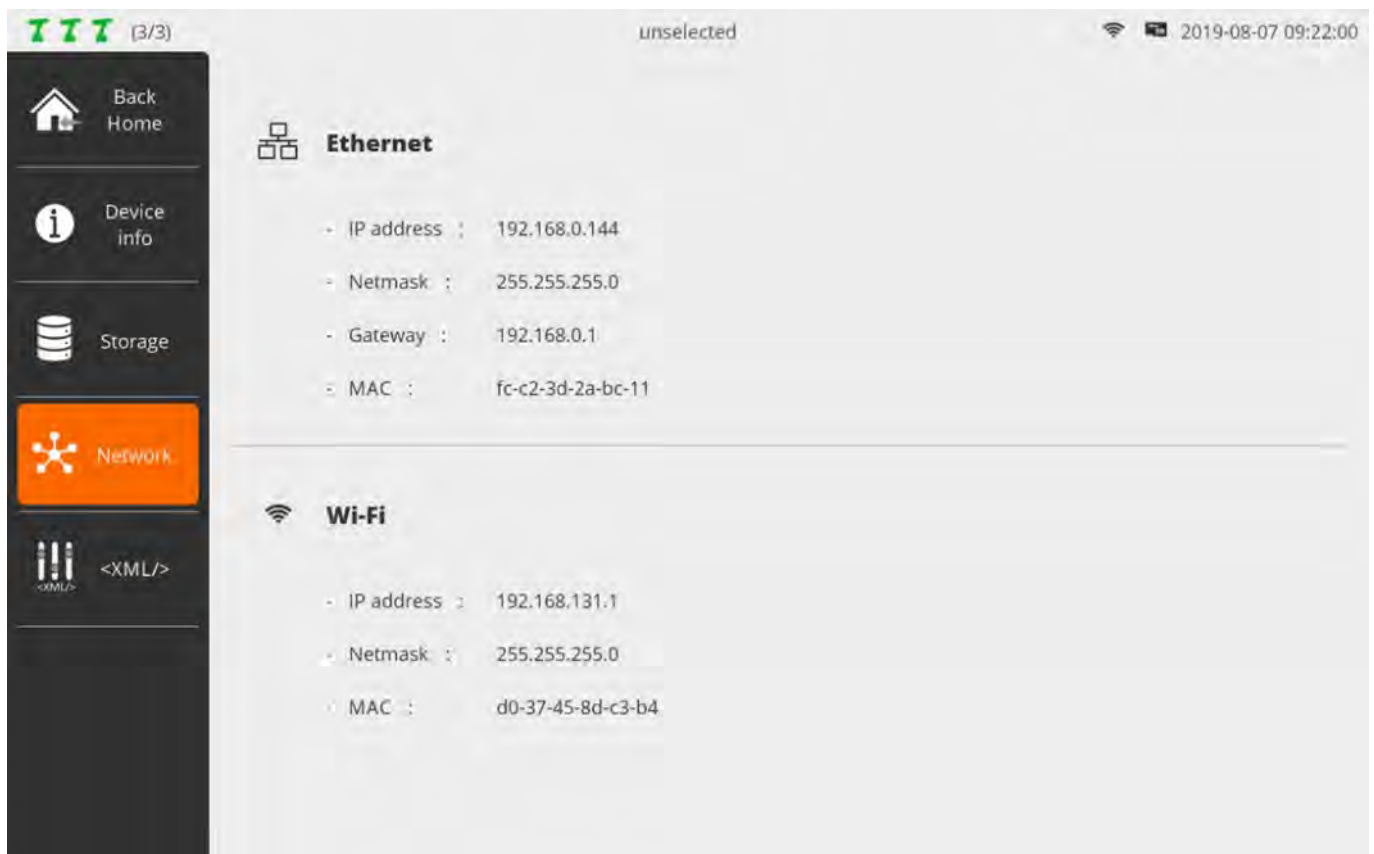 (3/3)
unselected
2019-08-07 09:22:00
Back
Home
Device
info
Storage
Network
<XML/>
<XML/>
Ethernet
- IP address : 192.168.0.144
- Netmask : 255.255.255.0
- Gateway : 192.168.0.1
- MAC : fc-c2-3d-2a-bc-11
Wi-Fi
- IP address : 192.168.131.1
- Netmask : 255.255.255.0
- MAC : d0-37-45-8d-c3-b4